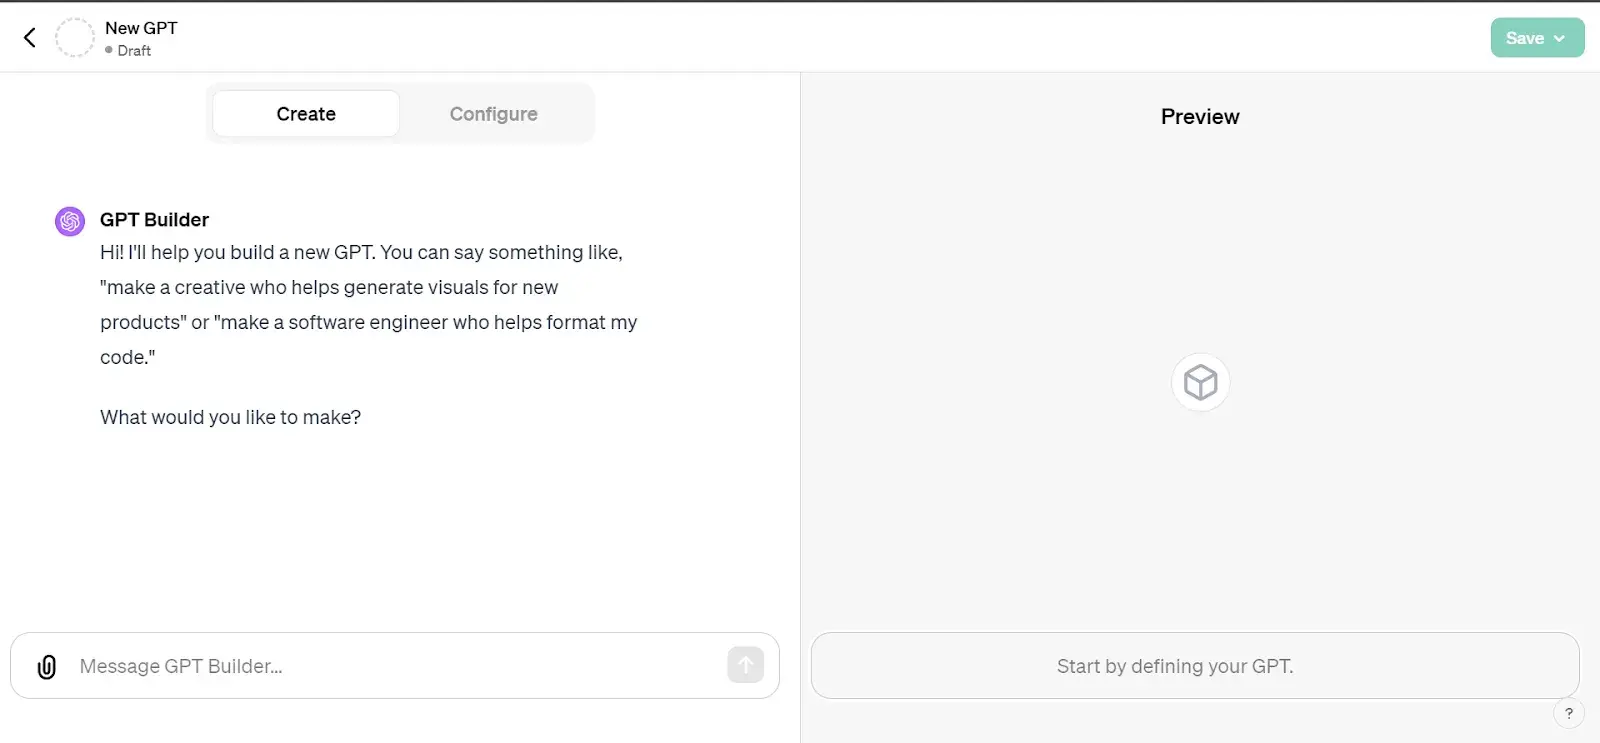 New GPT
Draft
Save
Create
Configure
Preview
GPT Builder
Hi! I'll help you build a new GPT. You can say something like,
"make a creative who helps generate visuals for new
products" or "make a software engineer who helps format my
code."
What would you like to make?
Message GPT Builder...
Start by defining your GPT.
?